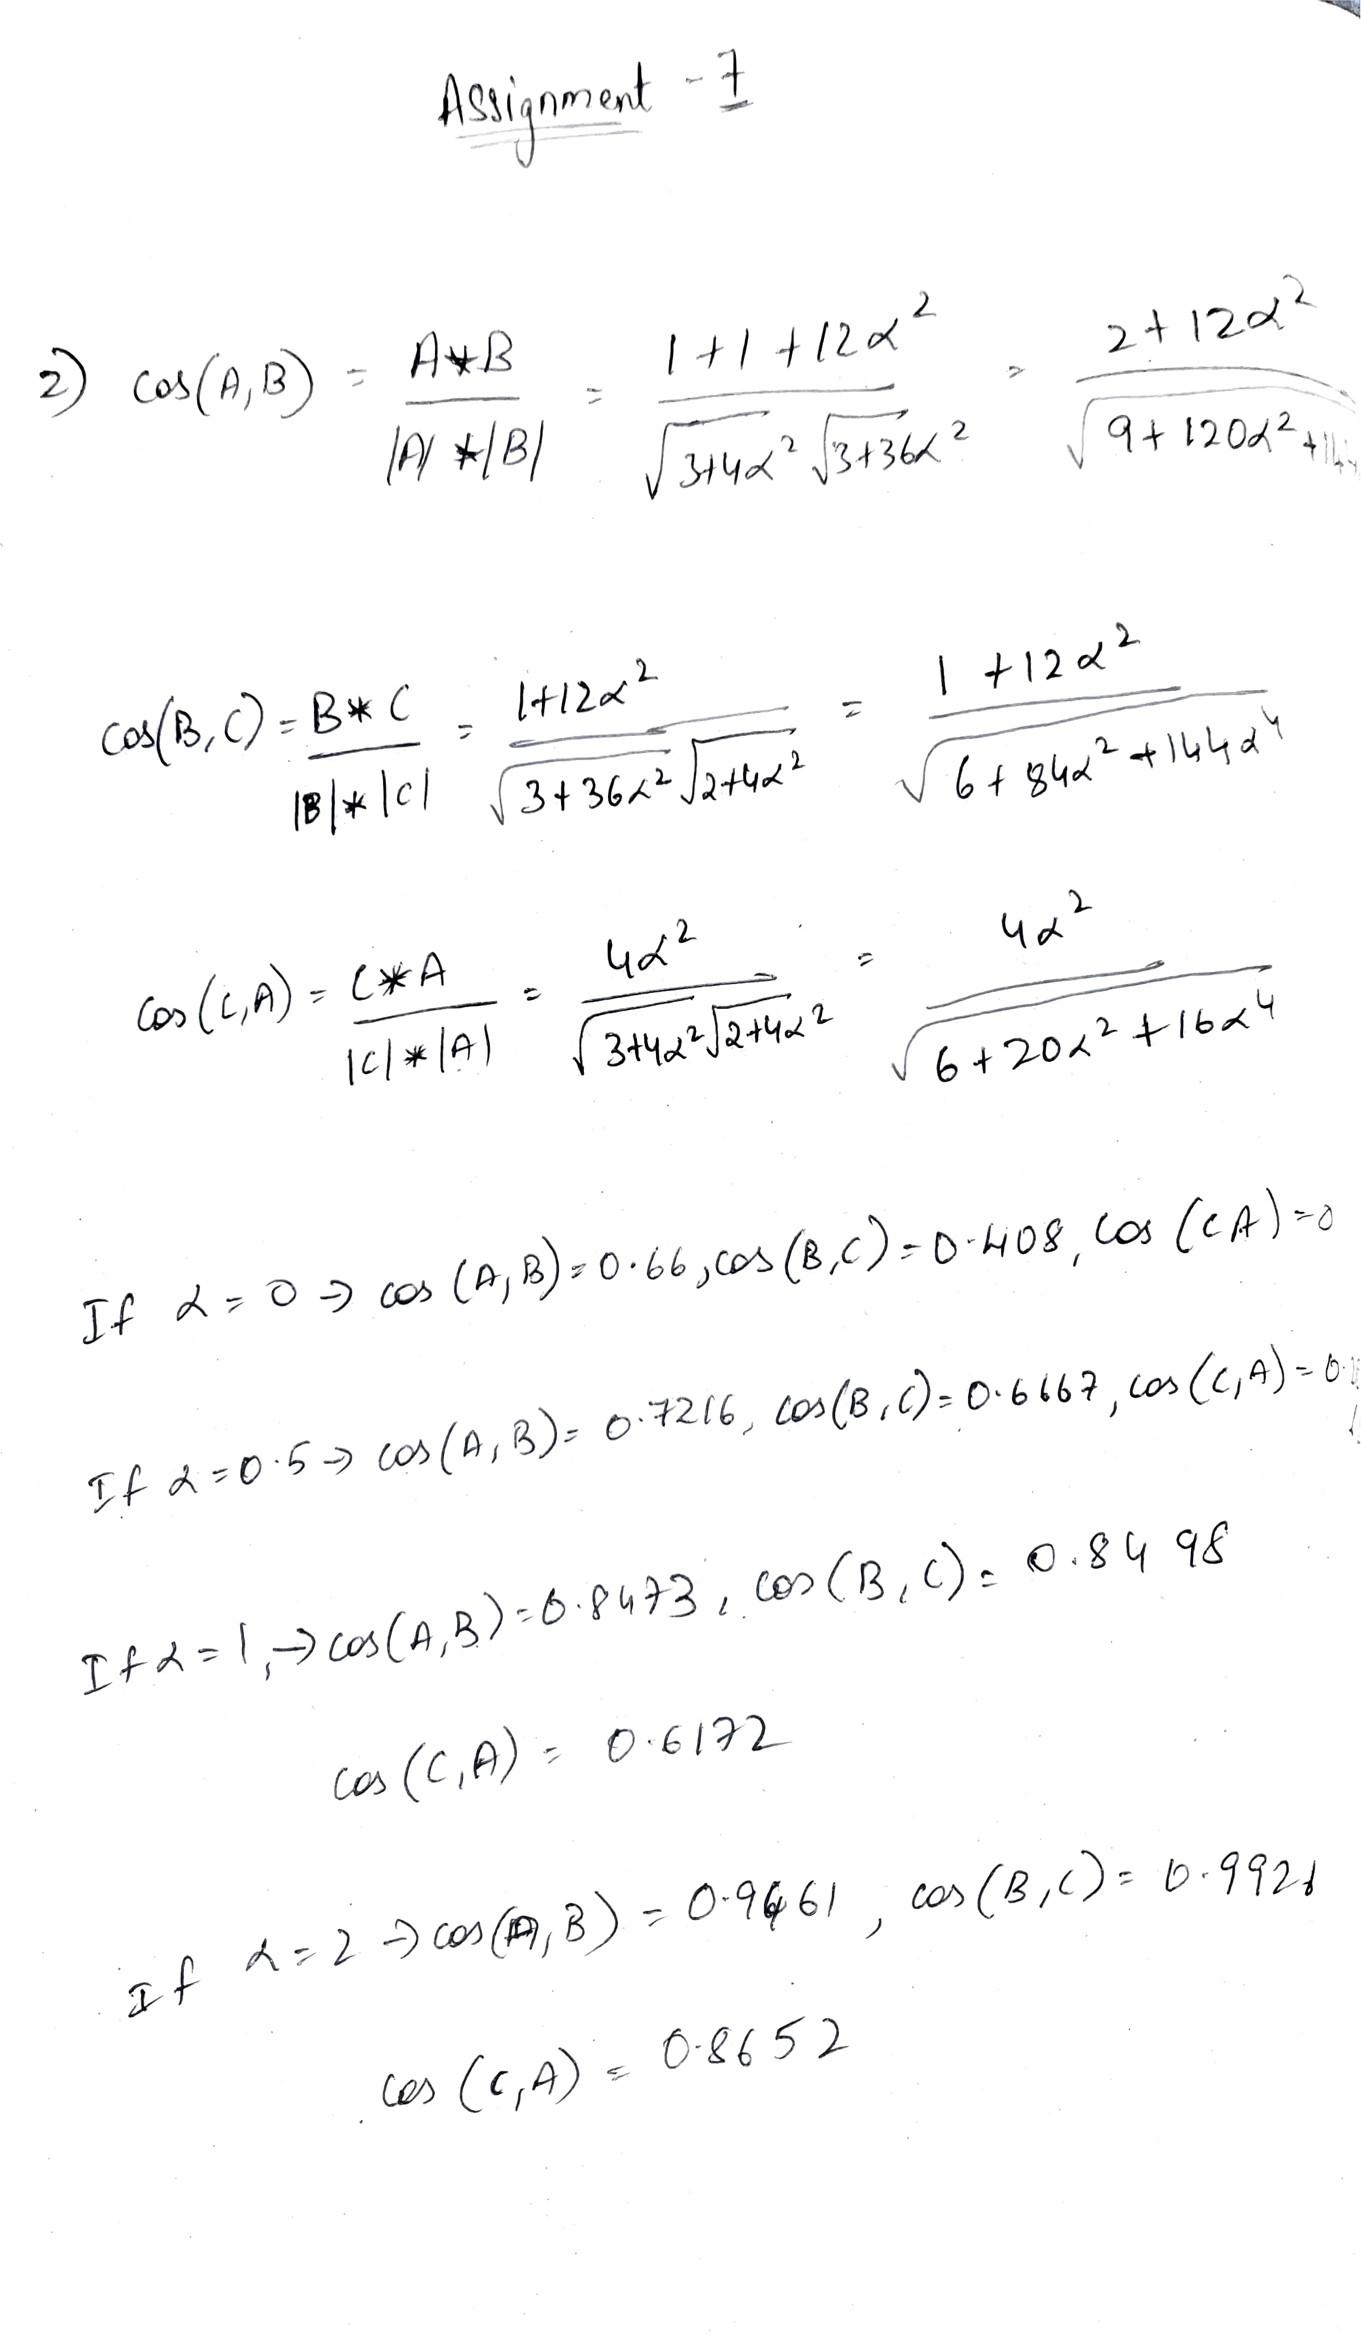 Assignment - 7
2) cos(A,B) = A*B / |A| * |B| = 1+1+12α² / √3+4α² √3+36α² = 2+12α² / √9+120α²+
cos(B,C) = B*C / |B| * |C| = 1+12α² / √3+36α² √2+4α² = 1+12α² / √6+84α²+144α⁴
cos(C,A) = C*A / |C| * |A| = 4α² / √3+4α² √2+4α² = 4α² / √6+20α²+16α⁴
If α=0 → cos(A,B)=0.66, cos(B,C)=0.408, cos(CA)=0
If α=0.5 → cos(A,B)= 0.7216, cos(B,C)=0.6667, cos(C,A)=0.
If α=1, → cos(A,B)=0.8473, cos(B,C)= 0.8498
cos(C,A) = 0.6172
If α=2 → cos(A,B) = 0.9461, cos(B,C)= 0.992
cos(C,A) = 0.8652